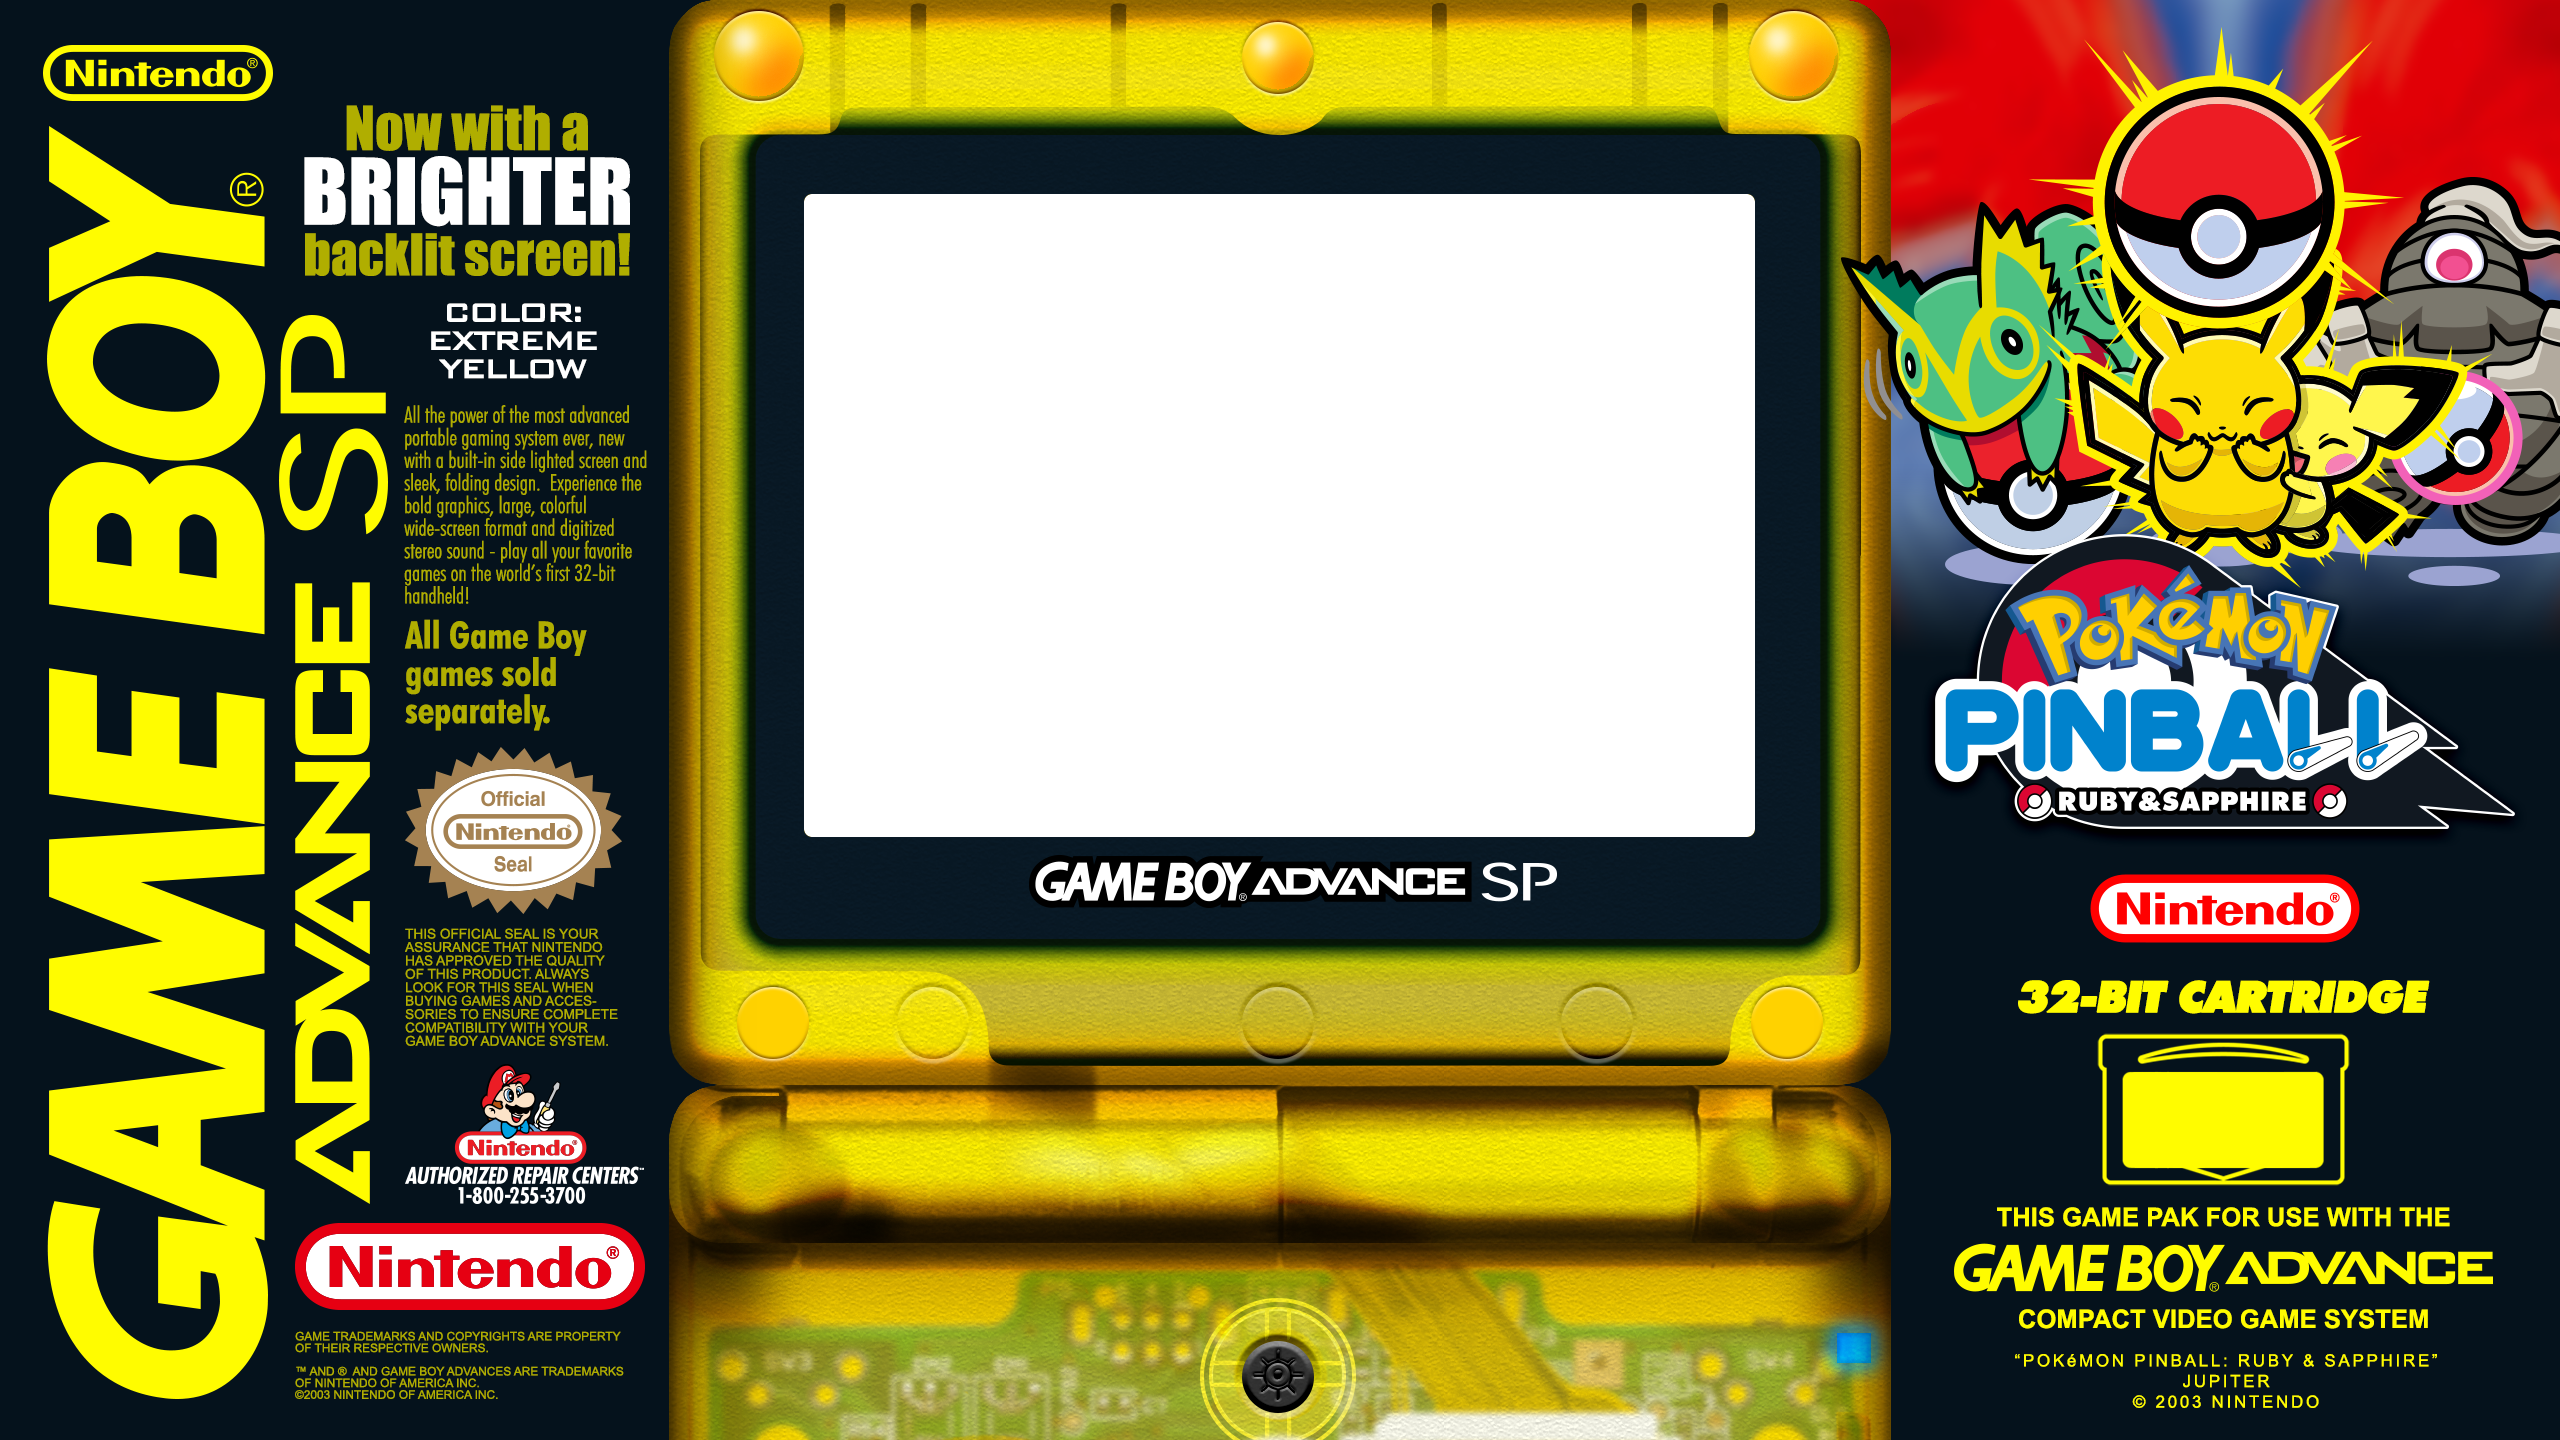 Nintendo®
GAME BOY®
ADVANCE SP
Now with a
BRIGHTER
backlit screen!
COLOR:
EXTREME
YELLOW
All the power of the most advanced
portable gaming system ever, new
with a built-in side lighted screen and
sleek, folding design. Experience the
bold graphics, large, colorful
wide-screen format and digitized
stereo sound - play all your favorite
games on the world's first 32-bit
handheld!
All Game Boy
games sold
separately.
Official
Nintendo®
Seal
THIS OFFICIAL SEAL IS YOUR
ASSURANCE THAT NINTENDO
HAS APPROVED THE QUALITY
OF THIS PRODUCT. ALWAYS
LOOK FOR THIS SEAL WHEN
BUYING GAMES AND ACCES-
SORIES TO ENSURE COMPLETE
COMPATIBILITY WITH YOUR
GAME BOY ADVANCE SYSTEM.
M
Nintendo®
AUTHORIZED REPAIR CENTERS™
1-800-255-3700
Nintendo®
GAME TRADEMARKS AND COPYRIGHTS ARE PROPERTY
OF THEIR RESPECTIVE OWNERS.
™ AND ® AND GAME BOY ADVANCES ARE TRADEMARKS
OF NINTENDO OF AMERICA INC.
©2003 NINTENDO OF AMERICA INC.
GAME BOY® ADVANCE SP
POKéMON
PINBALL
RUBY&SAPPHIRE
Nintendo®
32-BIT CARTRIDGE
THIS GAME PAK FOR USE WITH THE
GAME BOY® ADVANCE
COMPACT VIDEO GAME SYSTEM
“POKéMON PINBALL: RUBY & SAPPHIRE”
JUPITER
© 2003 NINTENDO